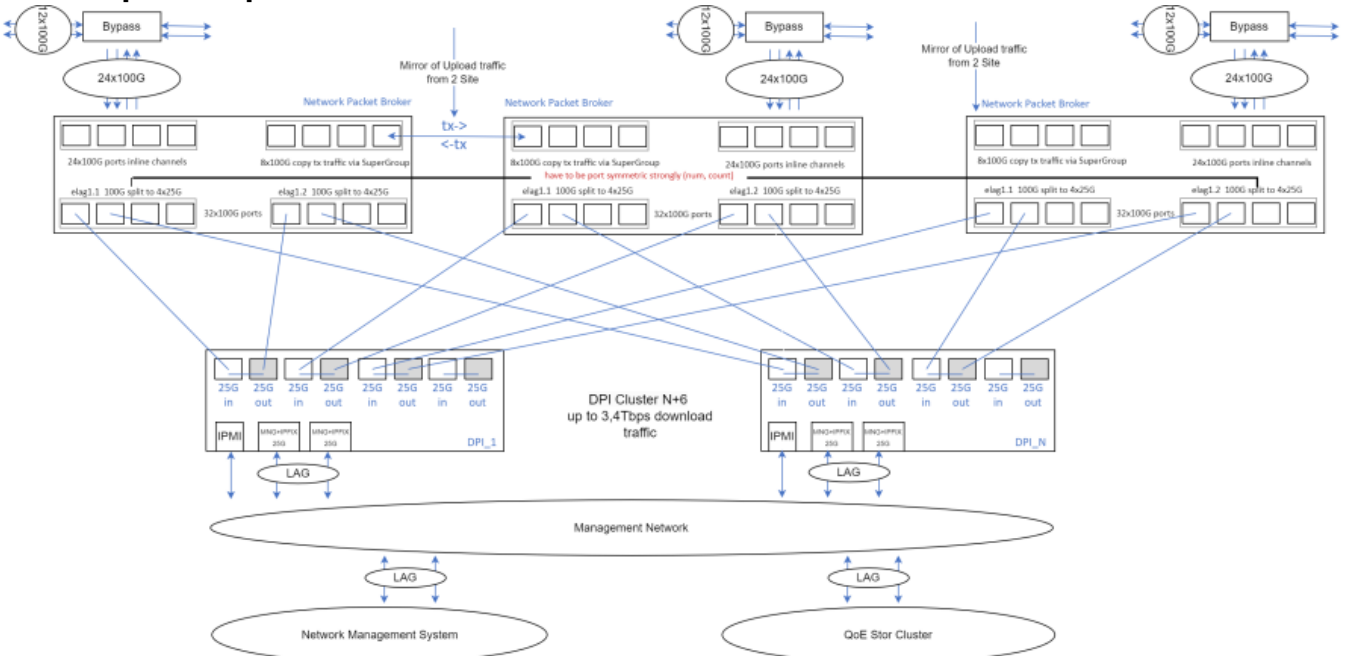 12x100G
Bypass
12x100G
Bypass
12x100G
Bypass
24x100G
Mirror of Upload traffic
from 2 Site
24x100G
Mirror of Upload traffic
from 2 Site
24x100G
Network Packet Broker
Network Packet Broker
Network Packet Broker
tx->
<-tx
24x100G ports inline channels
8x100G copy tx traffic via SuperGroup
8x100G copy tx traffic via SuperGroup
24x100G ports inline channels
8x100G copy tx traffic via SuperGroup
24x100G ports inline channels
have to be port symmetric strongly (num, count)
elag1.1 100G split to 4x25G
elag1.2 100G split to 4x25G
elag1.1 100G split to 4x25G
elag1.2 100G split to 4x25G
elag1.1 100G split to 4x25G
elag1.2 100G split to 4x25G
32x100G ports
32x100G ports
32x100G ports
25G 25G 25G 25G 25G 25G 25G 25G
in out in out in out in out
IPMI
MNG+IPFIX
25G
MNG+IPFIX
25G
DPI_1
DPI Cluster N+6
up to 3,4Tbps download
traffic
25G 25G 25G 25G 25G 25G 25G 25G
in out in out in out in out
IPMI
MNG+IPFIX
25G
MNG+IPFIX
25G
DPI_N
LAG
LAG
Management Network
LAG
LAG
Network Management System
QoE Stor Cluster